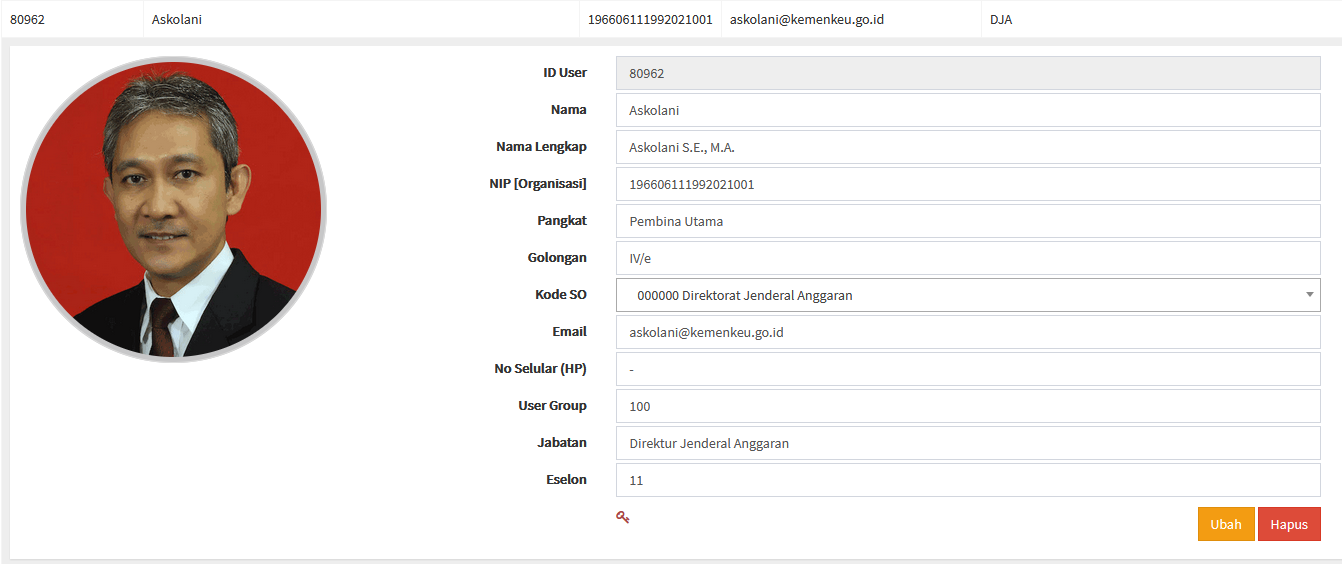 80962 Askolani 196606111992021001 askolani@kemenkeu.go.id DJA
ID User 80962
Nama Askolani
Nama Lengkap Askolani S.E., M.A.
NIP [Organisasi] 196606111992021001
Pangkat Pembina Utama
Golongan IV/e
Kode SO 000000 Direktorat Jenderal Anggaran
Email askolani@kemenkeu.go.id
No Selular (HP) -
User Group 100
Jabatan Direktur Jenderal Anggaran
Eselon 11
Ubah Hapus